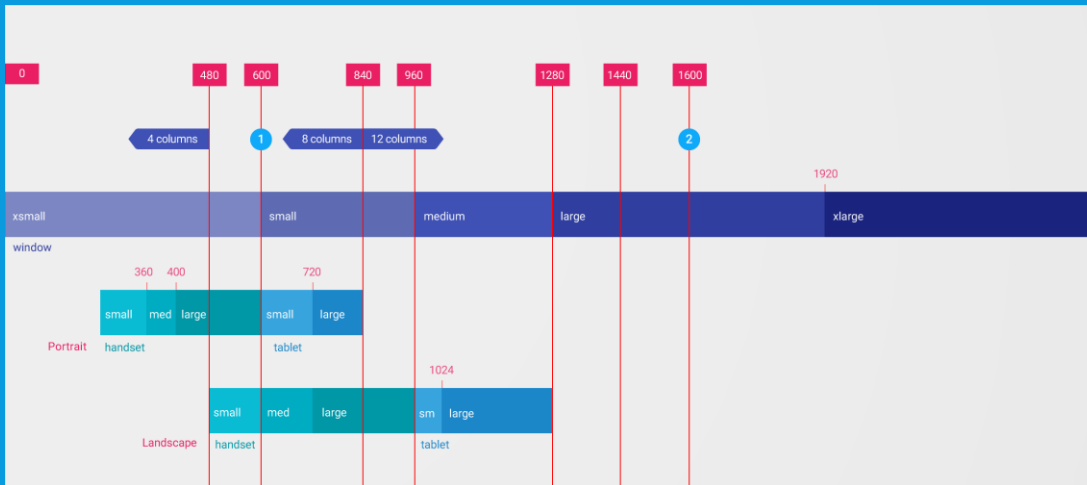 0
480
600
840
960
1280
1440
1600
4 columns
1
8 columns
12 columns
2
1920
xsmall
small
medium
large
xlarge
window
360
400
720
small
med
large
small
large
Portrait
handset
tablet
1024
small
med
large
sm
large
Landscape
handset
tablet